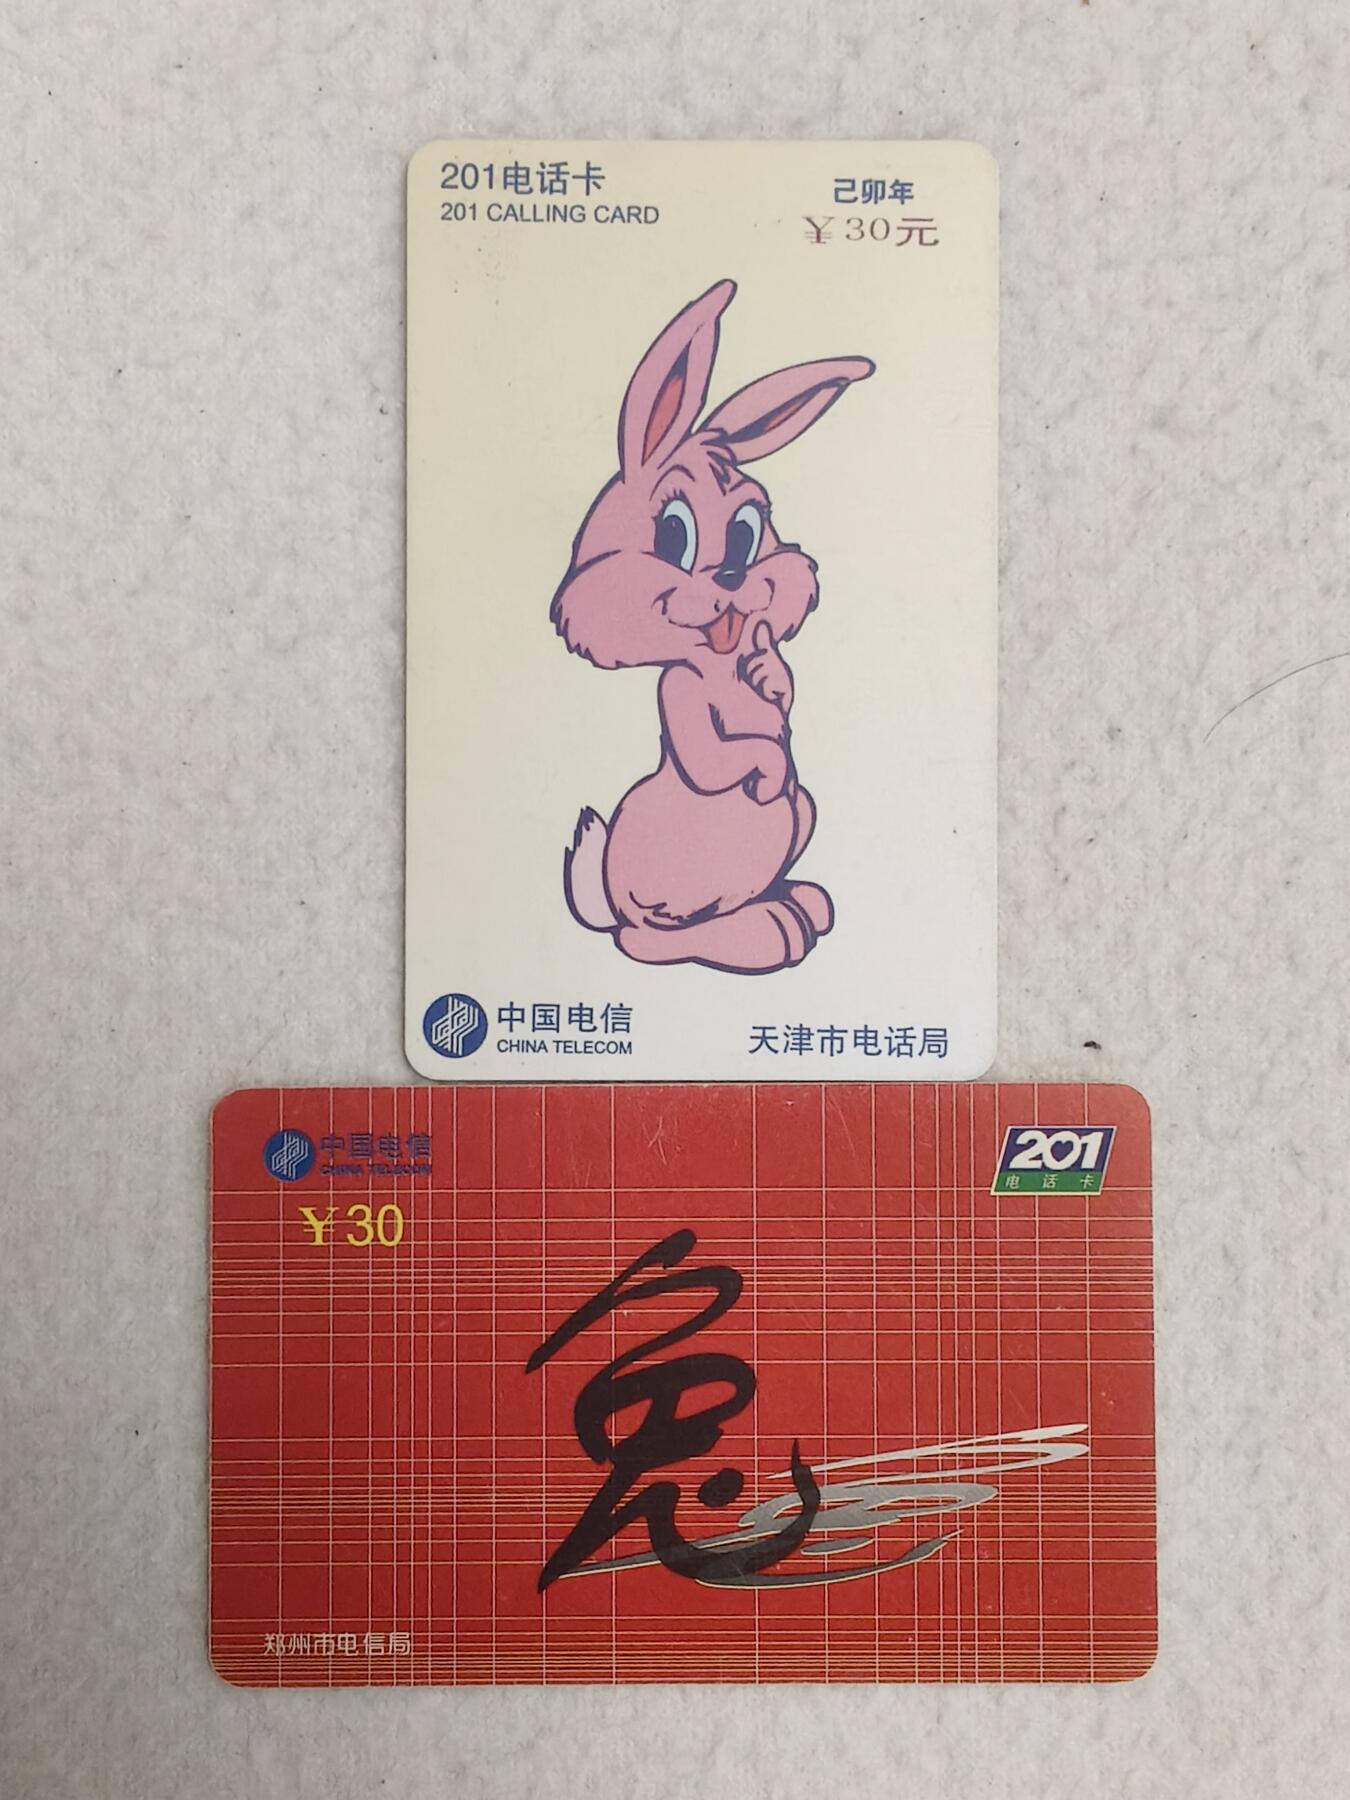 201电话卡
201 CALLING CARD
己卯年
￥30元
中国电信
CHINA TELECOM
天津市电话局
中国电信
CHINA TELECOM
201
电话卡
￥30
兔
郑州市电信局